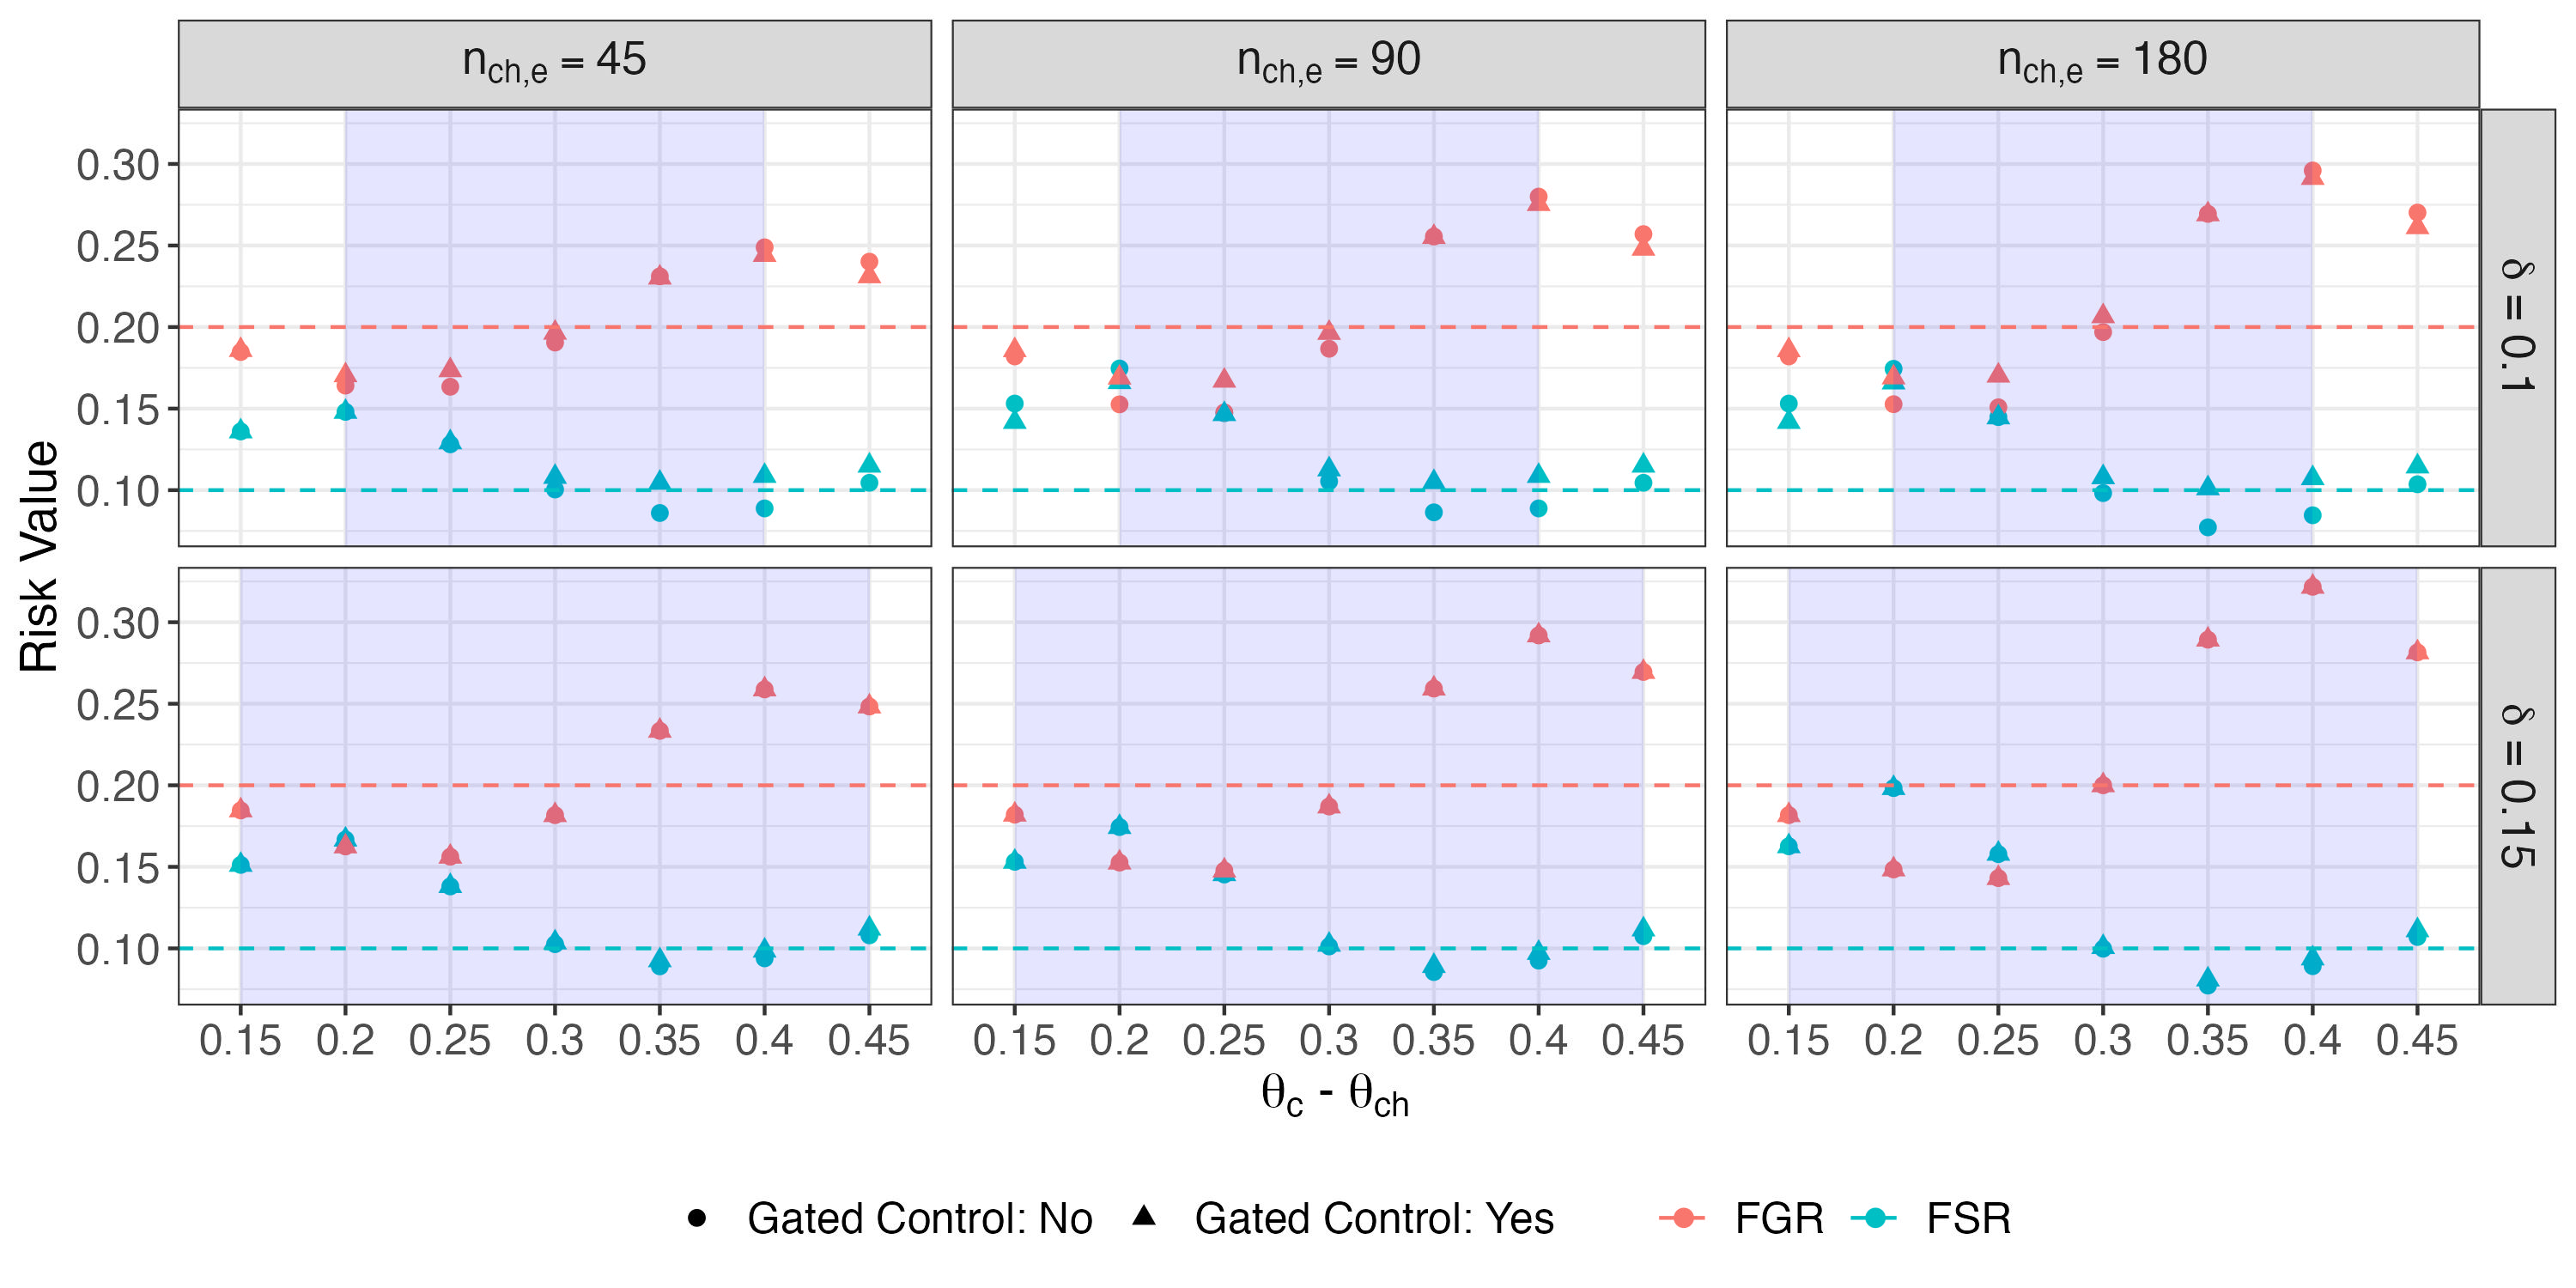 n_ch,e = 45 n_ch,e = 90 n_ch,e = 180
0.30
0.25
0.20
0.15
0.10
δ = 0.1
Risk Value
0.30
0.25
0.20
0.15
0.10
δ = 0.15
0.15 0.2 0.25 0.3 0.35 0.4 0.45 0.15 0.2 0.25 0.3 0.35 0.4 0.45 0.15 0.2 0.25 0.3 0.35 0.4 0.45
θ_c - θ_ch
Gated Control: No Gated Control: Yes FGR FSR